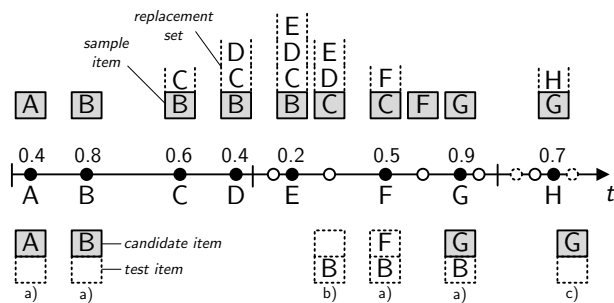 replacement
set
sample
item
E
D D E
C C C D F H
A B B B B C C F G G
0.4 0.8 0.6 0.4 0.2 0.5 0.9 0.7
A B C D E F G H t
A B candidate item F G G
test item B B B
a) a) b) a) a) c)